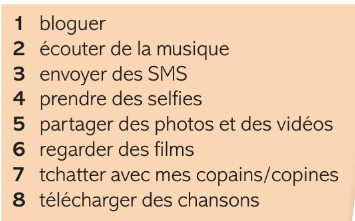 1 bloguer
2 écouter de la musique
3 envoyer des SMS
4 prendre des selfies
5 partager des photos et des vidéos
6 regarder des films
7 tchatter avec mes copains/copines
8 télécharger des chansons